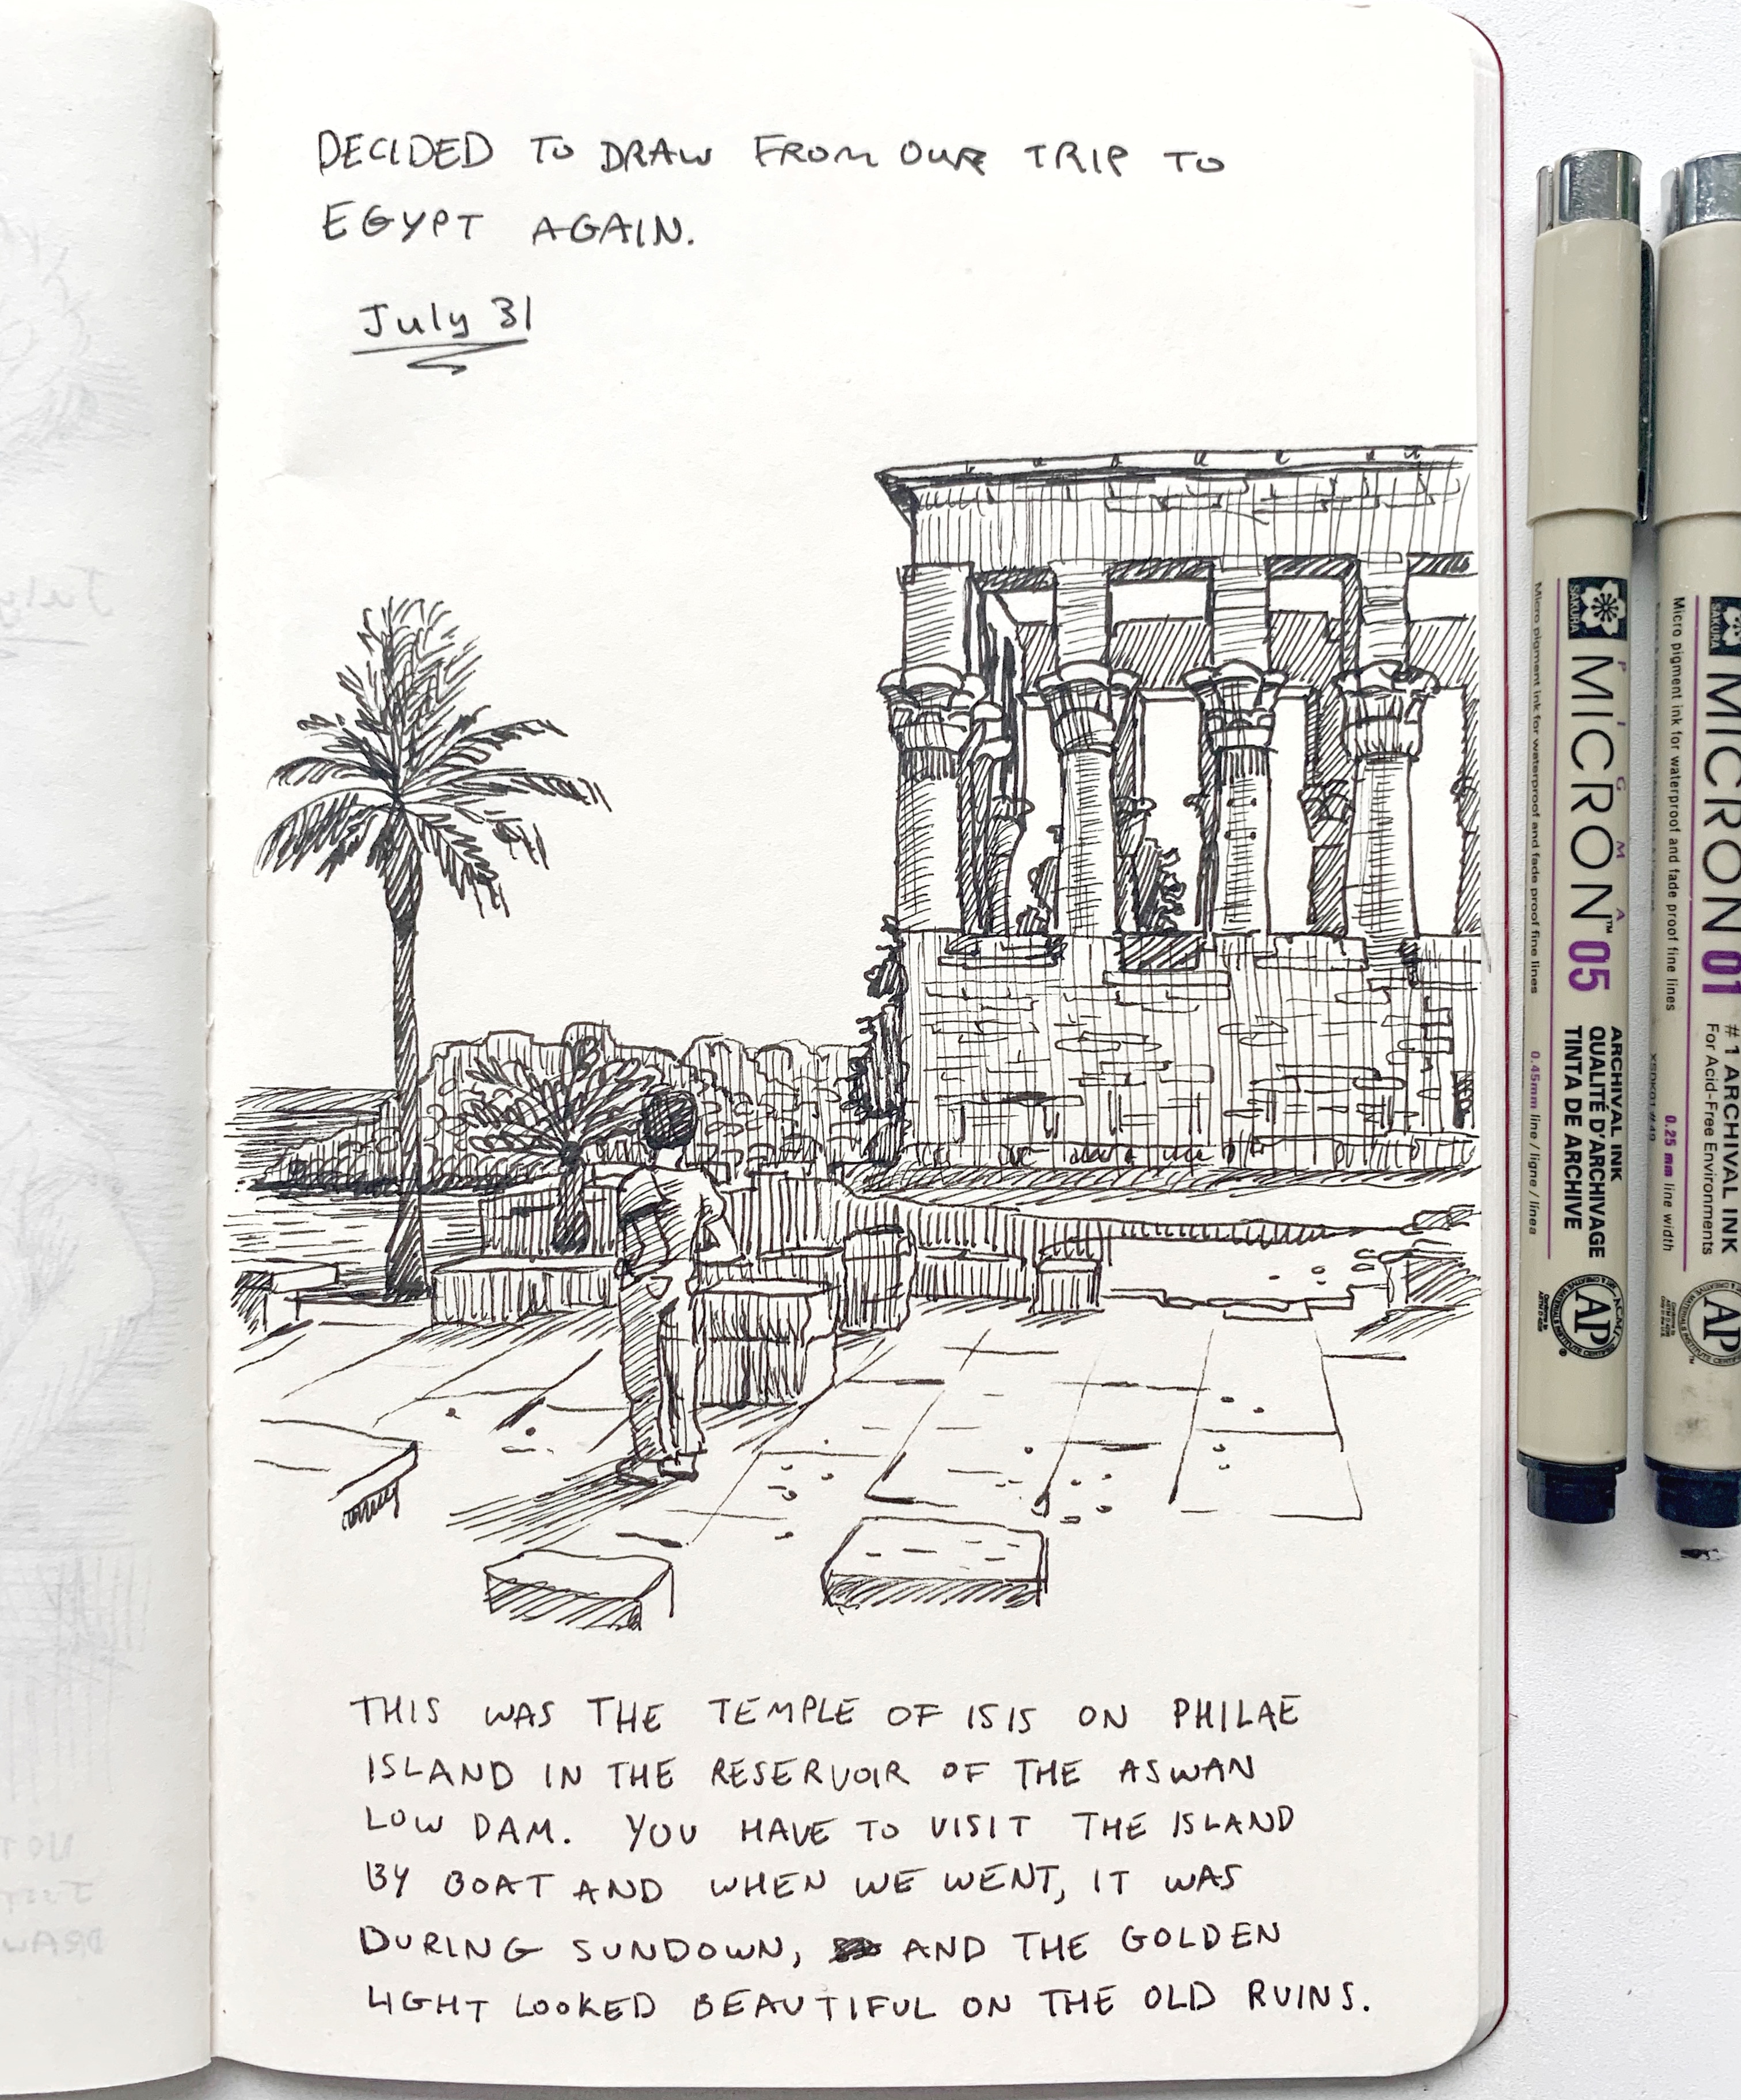 DECIDED TO DRAW FROM OUR TRIP TO
EGYPT AGAIN.
July 31
THIS WAS THE TEMPLE OF ISIS ON PHILAE
ISLAND IN THE RESERVOIR OF THE ASWAN
LOW DAM. YOU HAVE TO VISIT THE ISLAND
BY BOAT AND WHEN WE WENT, IT WAS
DURING SUNDOWN, AND THE GOLDEN
LIGHT LOOKED BEAUTIFUL ON THE OLD RUINS.
SAKURA
PIGMA
MICRON™ 05
ARCHIVAL INK
QUALITÉ D'ARCHIVAGE
TINTA DE ARCHIVE
Micro pigment ink for waterproof and fade proof fine lines
0.45mm line / ligne / línea
AP
SAKURA
MICRON 01
#1 ARCHIVAL INK
For Acid-Free Environments
Micro pigment ink for waterproof and fade proof fine lines
0.25 mm line width
AP
July
DRAW